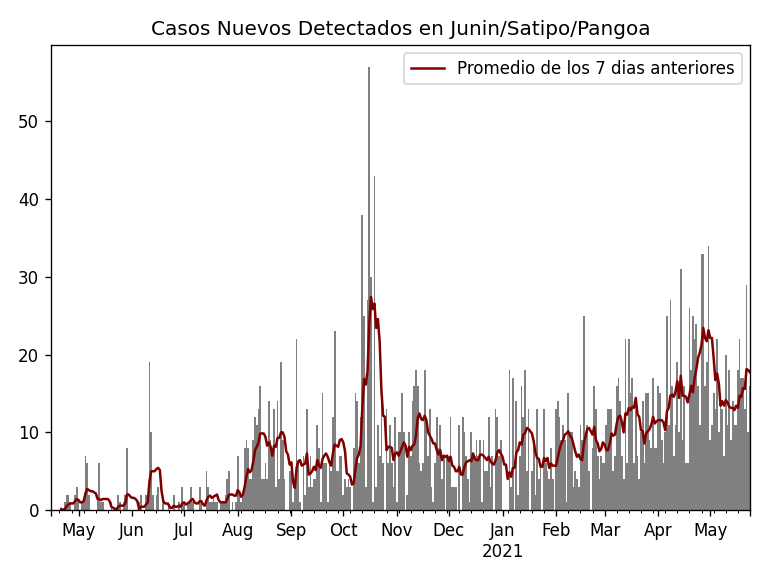 Casos Nuevos Detectados en Junin/Satipo/Pangoa
Promedio de los 7 dias anteriores
50
40
30
20
10
0
May Jun Jul Aug Sep Oct Nov Dec Jan Feb Mar Apr May
2021